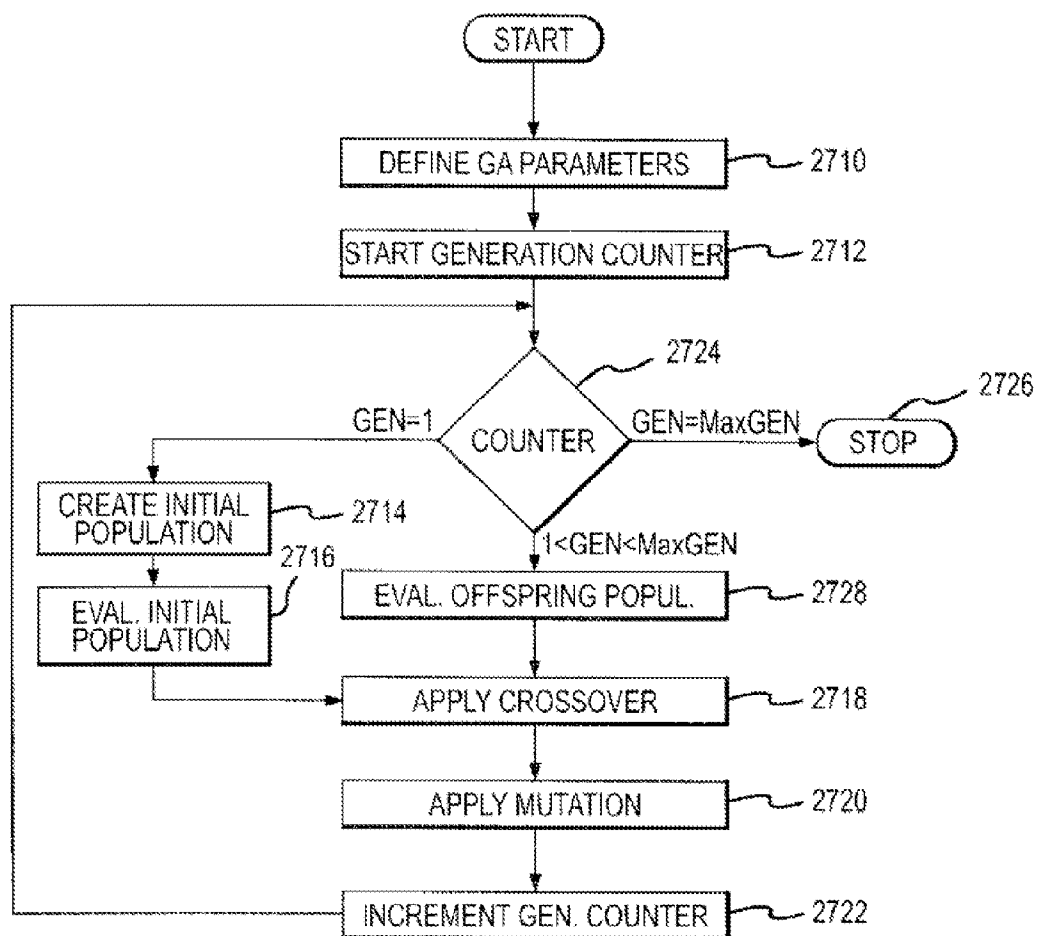 START
DEFINE GA PARAMETERS
2710
START GENERATION COUNTER
2712
2724
2726
GEN=1
COUNTER
GEN=MaxGEN
STOP
CREATE INITIAL
POPULATION
2714
1<GEN<MaxGEN
2716
EVAL. INITIAL
POPULATION
EVAL. OFFSPRING POPUL.
2728
APPLY CROSSOVER
2718
APPLY MUTATION
2720
INCREMENT GEN. COUNTER
2722